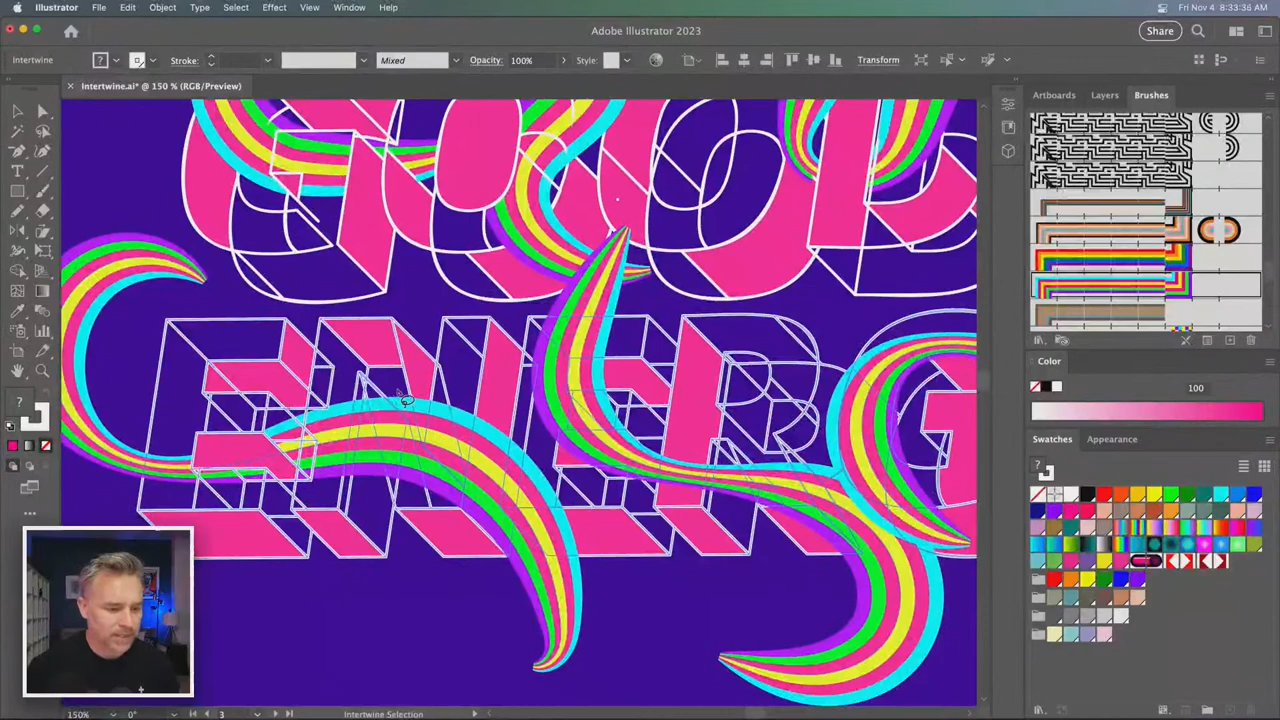 Illustrator File Edit Object Type Select Effect View Window Help
Fri Nov 4 8:33:36 AM
Adobe Illustrator 2023
Share
Intertwine
?
Stroke:
Mixed
Opacity: 100%
Style:
Transform
× Intertwine.ai* @ 150 % (RGB/Preview)
Artboards Layers Brushes
GOOD
ENERG
Color
100
Swatches Appearance
?
?
150% 0° 3 Intertwine Selection